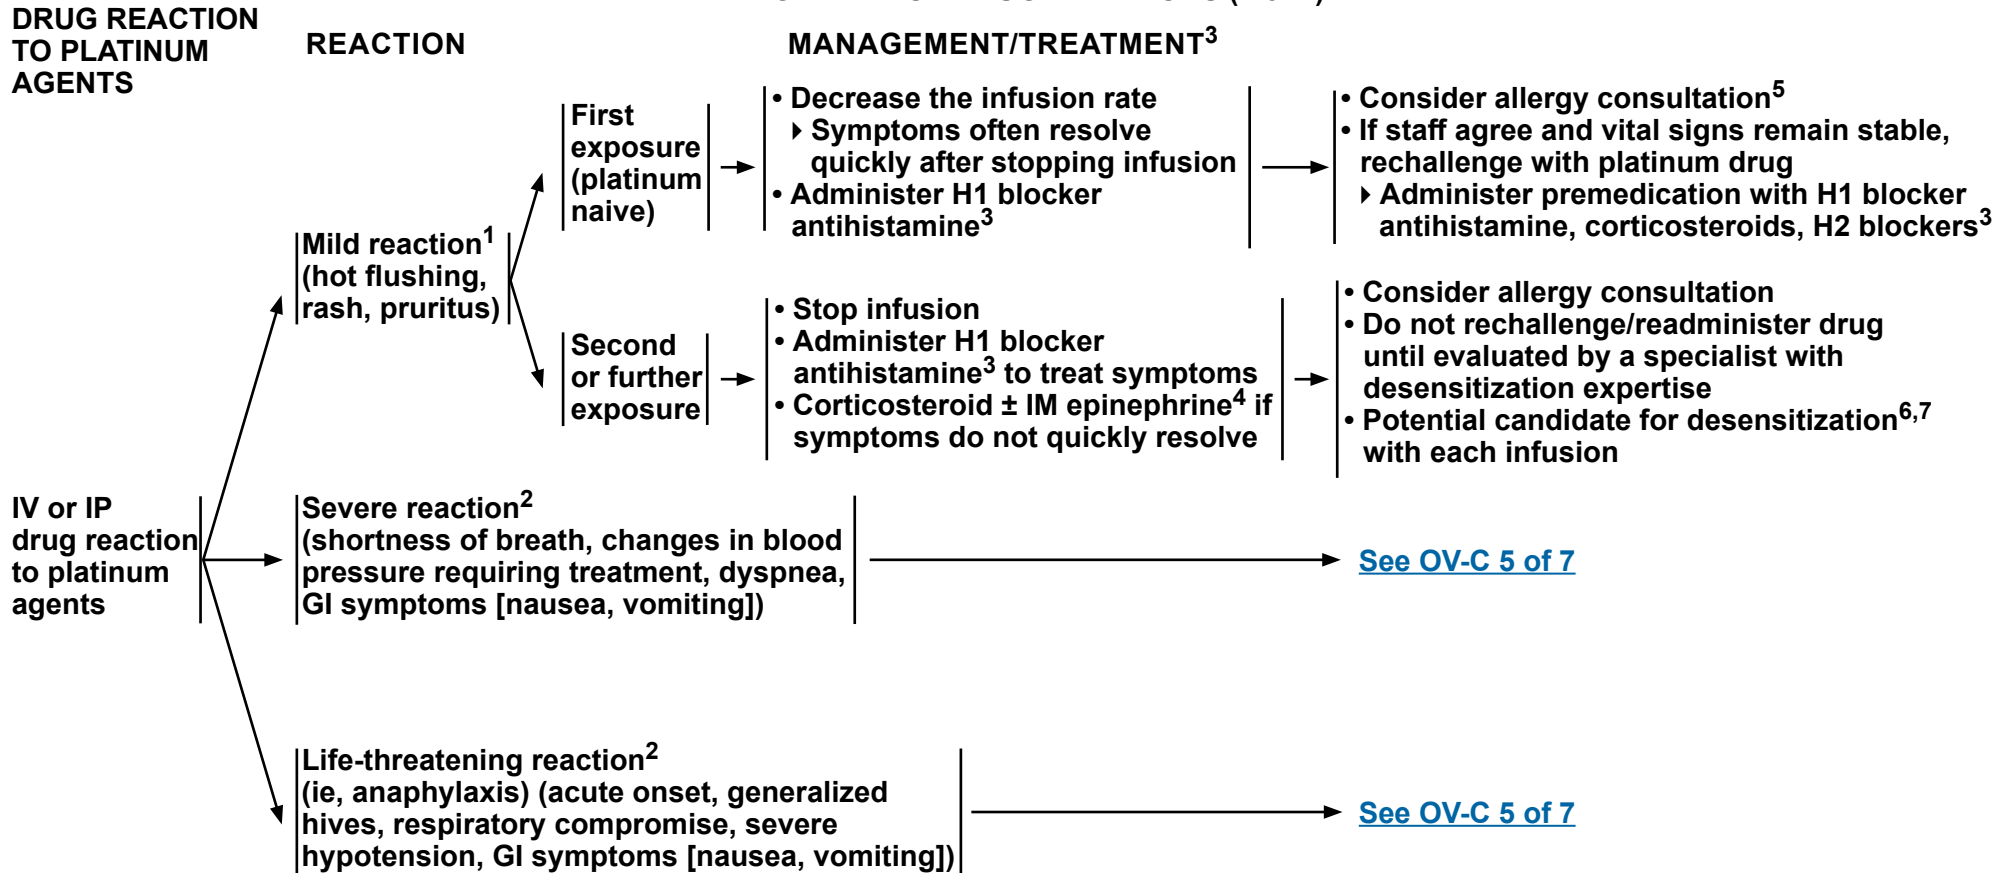 DRUG REACTION
TO PLATINUM
AGENTS
REACTION
MANAGEMENT/TREATMENT3
First
exposure
(platinum
naive)
• Decrease the infusion rate
‣ Symptoms often resolve
quickly after stopping infusion
• Administer H1 blocker
antihistamine3
• Consider allergy consultation5
• If staff agree and vital signs remain stable,
rechallenge with platinum drug
‣ Administer premedication with H1 blocker
antihistamine, corticosteroids, H2 blockers3
Mild reaction1
(hot flushing,
rash, pruritus)
Second
or further
exposure
• Stop infusion
• Administer H1 blocker
antihistamine3 to treat symptoms
• Corticosteroid ± IM epinephrine4 if
symptoms do not quickly resolve
• Consider allergy consultation
• Do not rechallenge/readminister drug
until evaluated by a specialist with
desensitization expertise
• Potential candidate for desensitization6,7
with each infusion
IV or IP
drug reaction
to platinum
agents
Severe reaction2
(shortness of breath, changes in blood
pressure requiring treatment, dyspnea,
GI symptoms [nausea, vomiting])
See OV-C 5 of 7
Life-threatening reaction2
(ie, anaphylaxis) (acute onset, generalized
hives, respiratory compromise, severe
hypotension, GI symptoms [nausea, vomiting])
See OV-C 5 of 7